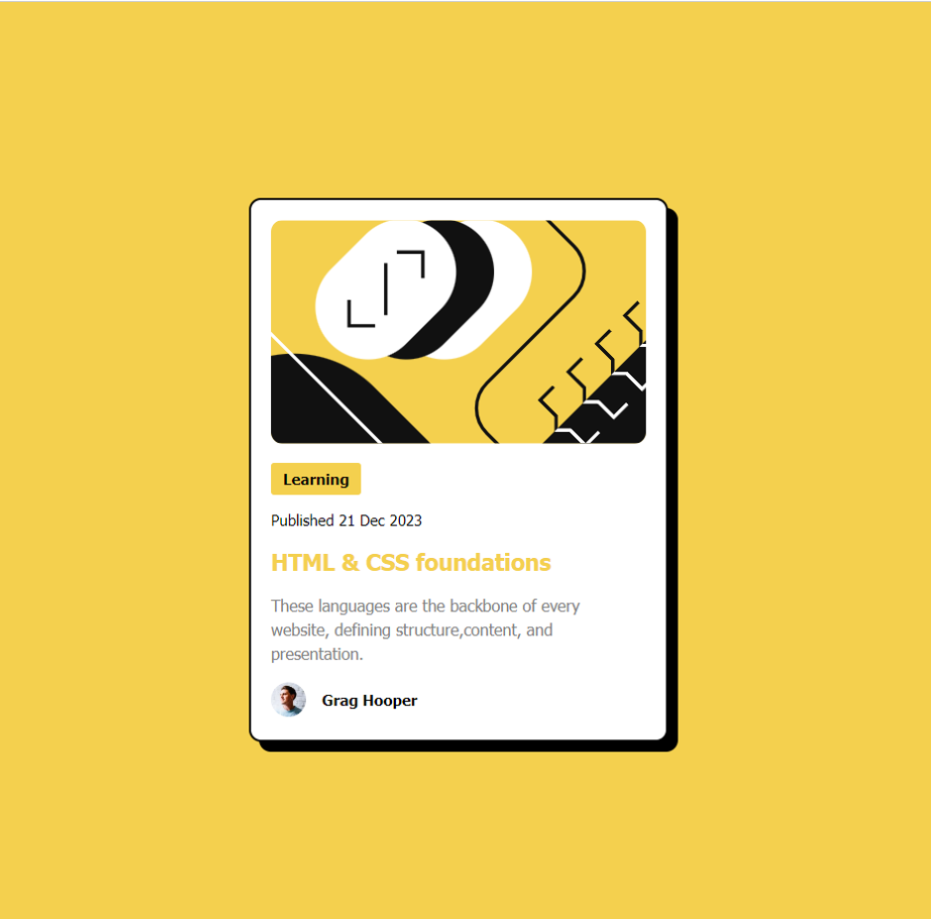 Learning
Published 21 Dec 2023
HTML & CSS foundations
These languages are the backbone of every
website, defining structure,content, and
presentation.
Grag Hooper